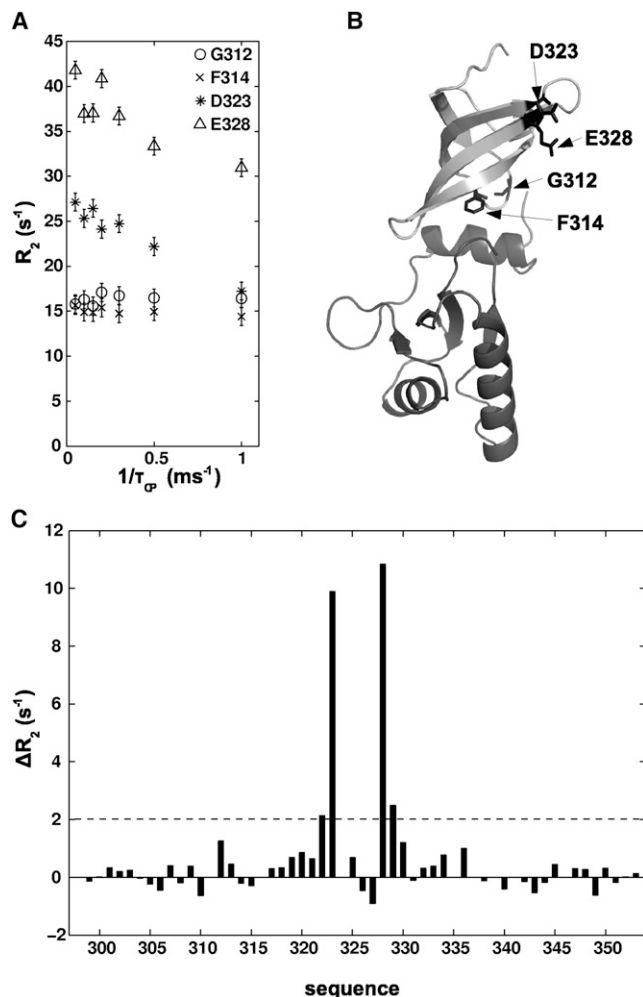 A
R2 (s-1)
45
40
35
30
25
20
15
10
5
0
0
0.5
1
1/τCP (ms-1)
G312
F314
D323
E328
B
D323
E328
G312
F314
C
ΔR2 (s-1)
12
10
8
6
4
2
0
−2
300
305
310
315
320
325
330
335
340
345
350
sequence